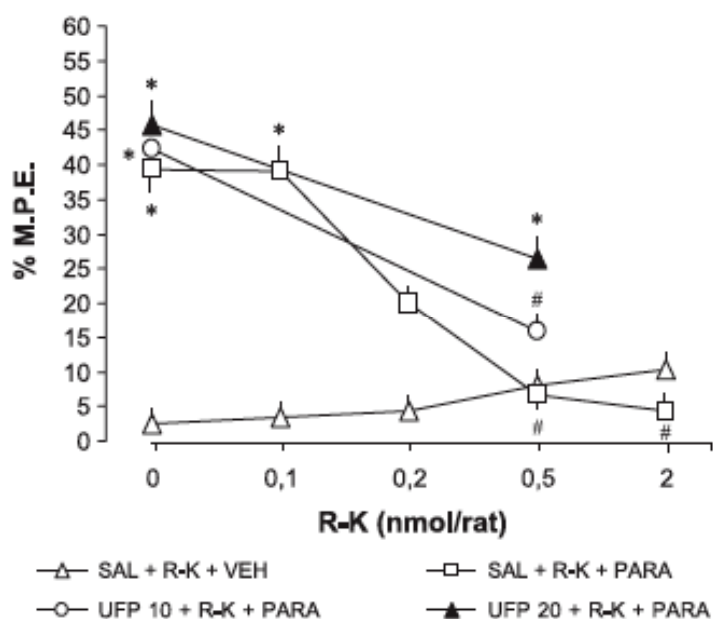 % M.P.E.
60
55
50
45
40
35
30
25
20
15
10
5
0
* * * * *
# # #
0 0,1 0,2 0,5 2
R-K (nmol/rat)
SAL + R-K + VEH SAL + R-K + PARA
UFP 10 + R-K + PARA UFP 20 + R-K + PARA